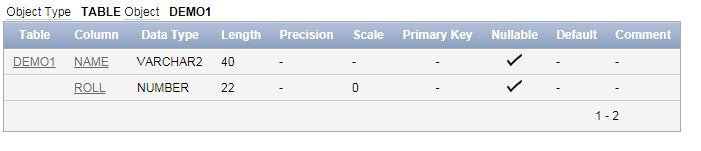 Object Type TABLE Object DEMO1
Table Column Data Type Length Precision Scale Primary Key Nullable Default Comment
DEMO1 NAME VARCHAR2 40 - - - ✓ - -
ROLL NUMBER 22 - 0 - ✓ - -
1 - 2